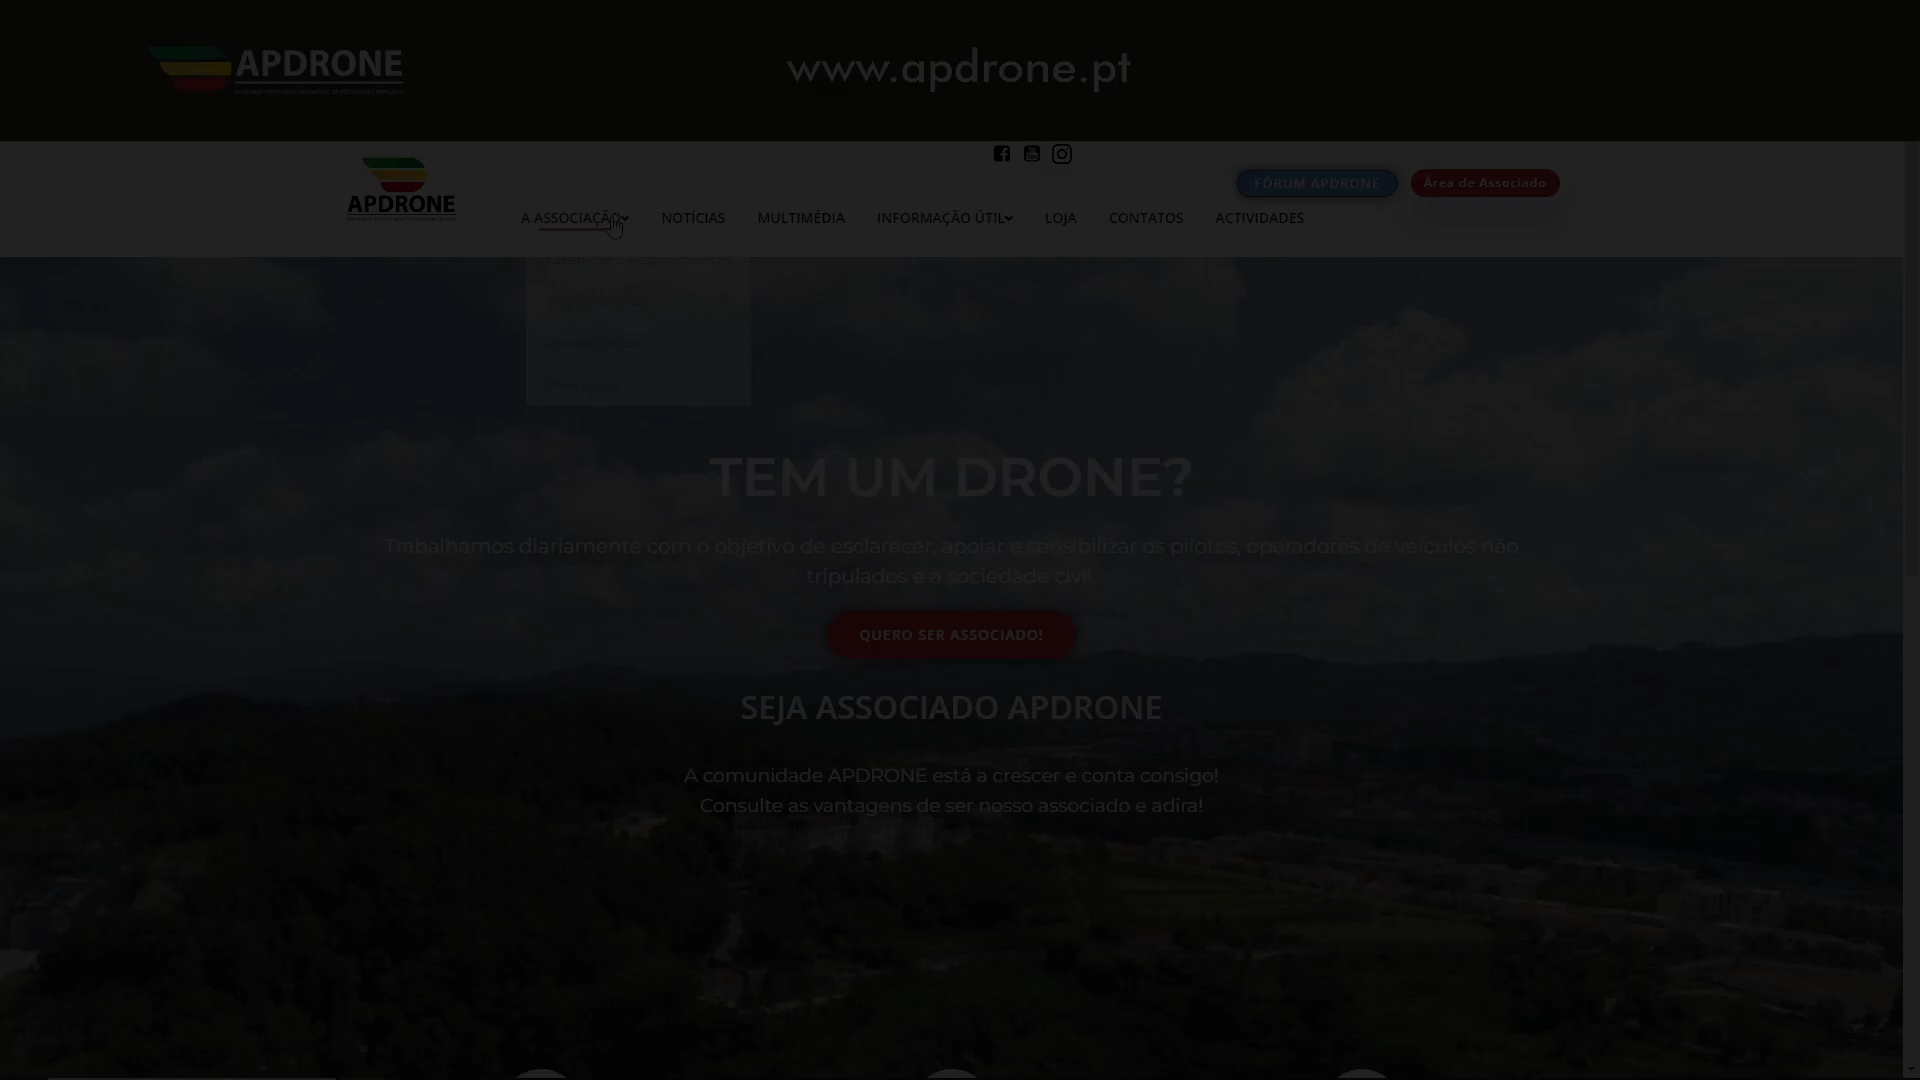 APDRONE
www.apdrone.pt
APDRONE
FÓRUM APDRONE
Área de Associado
A ASSOCIAÇÃO
NOTÍCIAS
MULTIMÉDIA
INFORMAÇÃO ÚTIL
LOJA
CONTATOS
ACTIVIDADES
TEM UM DRONE?
Trabalhamos diariamente com o objetivo de esclarecer, apoiar e sensibilizar os pilotos, operadores de veículos não
tripulados e a sociedade civil.
QUERO SER ASSOCIADO!
SEJA ASSOCIADO APDRONE
A comunidade APDRONE está a crescer e conta consigo!
Consulte as vantagens de ser nosso associado e adira!